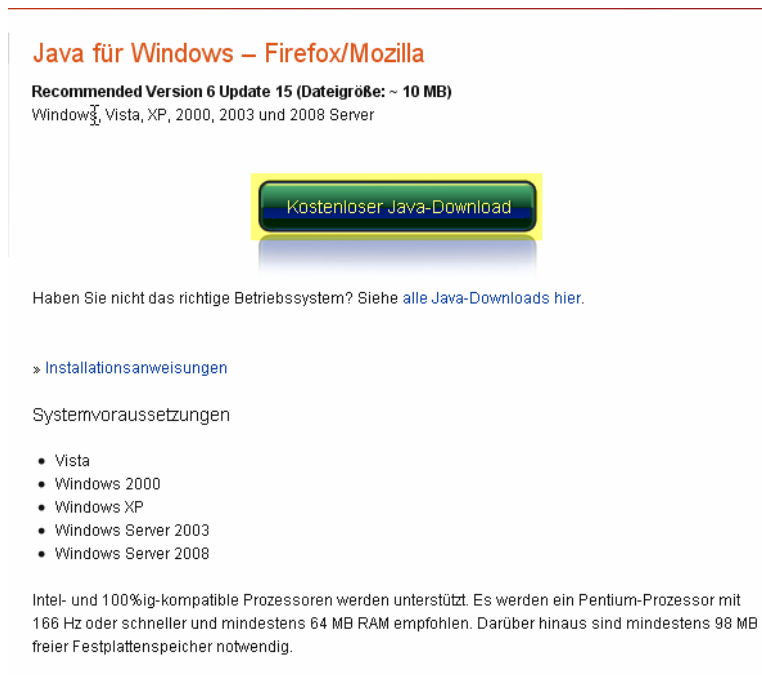 Java für Windows – Firefox/Mozilla
Recommended Version 6 Update 15 (Dateigröße: ~ 10 MB)
Windows, Vista, XP, 2000, 2003 und 2008 Server
Kostenloser Java-Download
Haben Sie nicht das richtige Betriebssystem? Siehe alle Java-Downloads hier.
» Installationsanweisungen
Systemvoraussetzungen
• Vista
• Windows 2000
• Windows XP
• Windows Server 2003
• Windows Server 2008
Intel- und 100%ig-kompatible Prozessoren werden unterstützt. Es werden ein Pentium-Prozessor mit
166 Hz oder schneller und mindestens 64 MB RAM empfohlen. Darüber hinaus sind mindestens 98 MB
freier Festplattenspeicher notwendig.